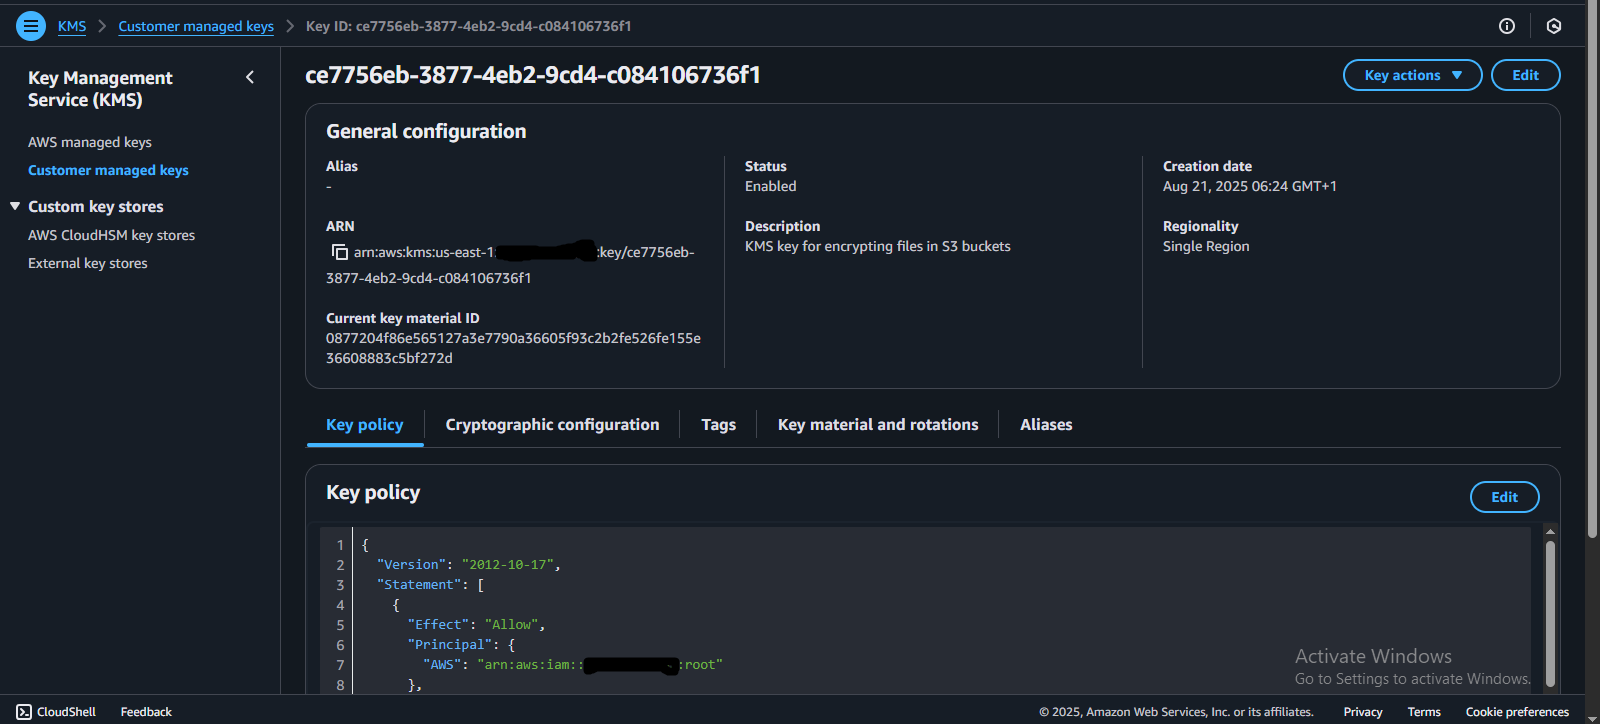 KMS > Customer managed keys > Key ID: ce7756eb-3877-4eb2-9cd4-c084106736f1
Key Management
Service (KMS)
AWS managed keys
Customer managed keys
Custom key stores
AWS CloudHSM key stores
External key stores
ce7756eb-3877-4eb2-9cd4-c084106736f1
Key actions
Edit
General configuration
Alias
-
ARN
arn:aws:kms:us-east-1: :key/ce7756eb-
3877-4eb2-9cd4-c084106736f1
Current key material ID
0877204f86e565127a3e7790a36605f93c2b2fe526fe155e
36608883c5bf272d
Status
Enabled
Description
KMS key for encrypting files in S3 buckets
Creation date
Aug 21, 2025 06:24 GMT+1
Regionality
Single Region
Key policy
Cryptographic configuration
Tags
Key material and rotations
Aliases
Key policy
Edit
1 {
2 "Version": "2012-10-17",
3 "Statement": [
4 {
5 "Effect": "Allow",
6 "Principal": {
7 "AWS": "arn:aws:iam:: :root"
8 },
Activate Windows
Go to Settings to activate Windows.
CloudShell
Feedback
© 2025, Amazon Web Services, Inc. or its affiliates.
Privacy
Terms
Cookie preferences